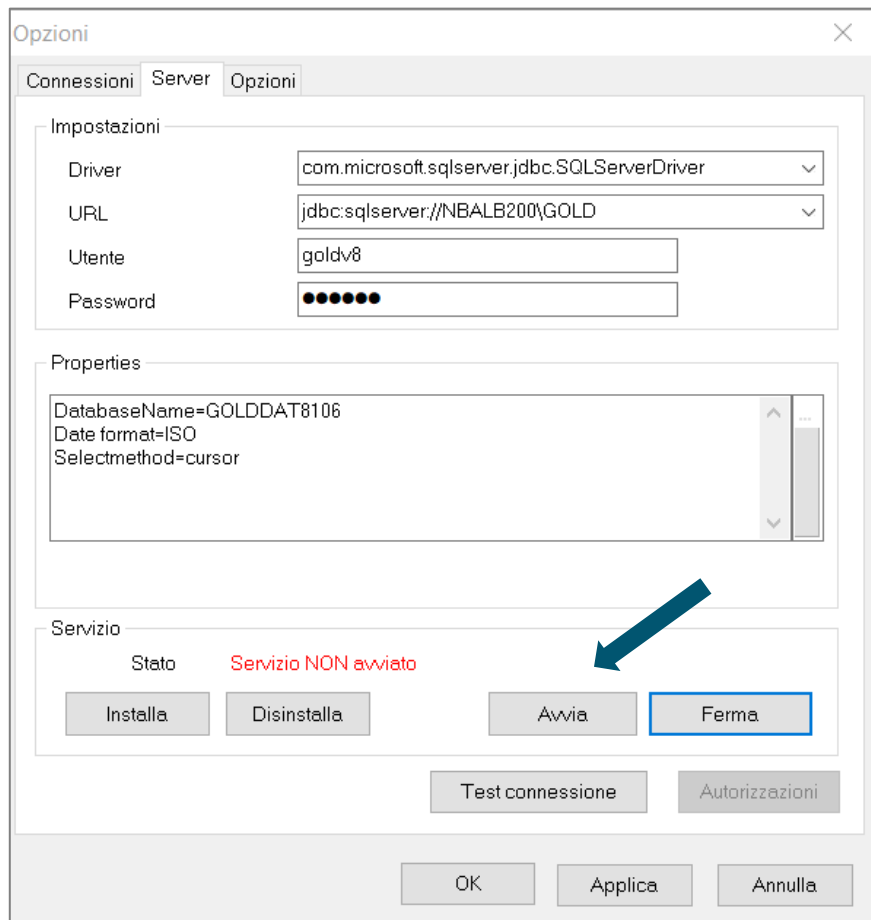 Opzioni
Connessioni Server Opzioni
Impostazioni
Driver com.microsoft.sqlserver.jdbc.SQLServerDriver
URL jdbc:sqlserver://NBALB200\GOLD
Utente goldv8
Password ●●●●●●
Properties
DatabaseName=GOLDDAT8106
Date format=ISO
Selectmethod=cursor
...
Servizio
Stato Servizio NON avviato
Installa Disinstalla Avvia Ferma
Test connessione Autorizzazioni
OK Applica Annulla